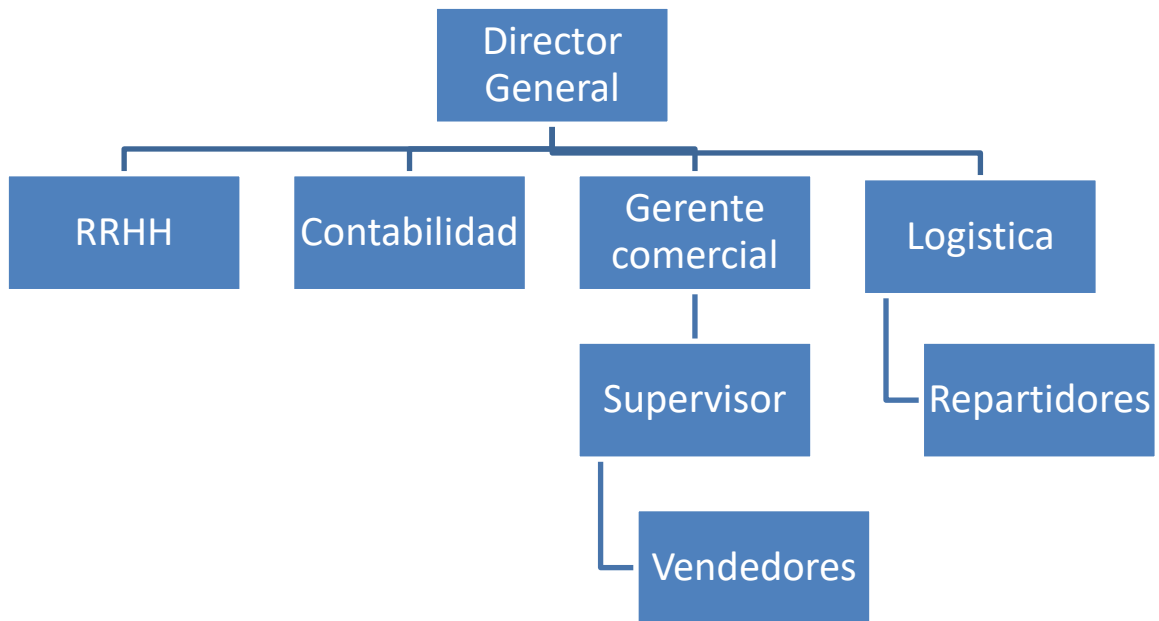 Director
General
RRHH
Contabilidad
Gerente
comercial
Logistica
Supervisor
Repartidores
Vendedores